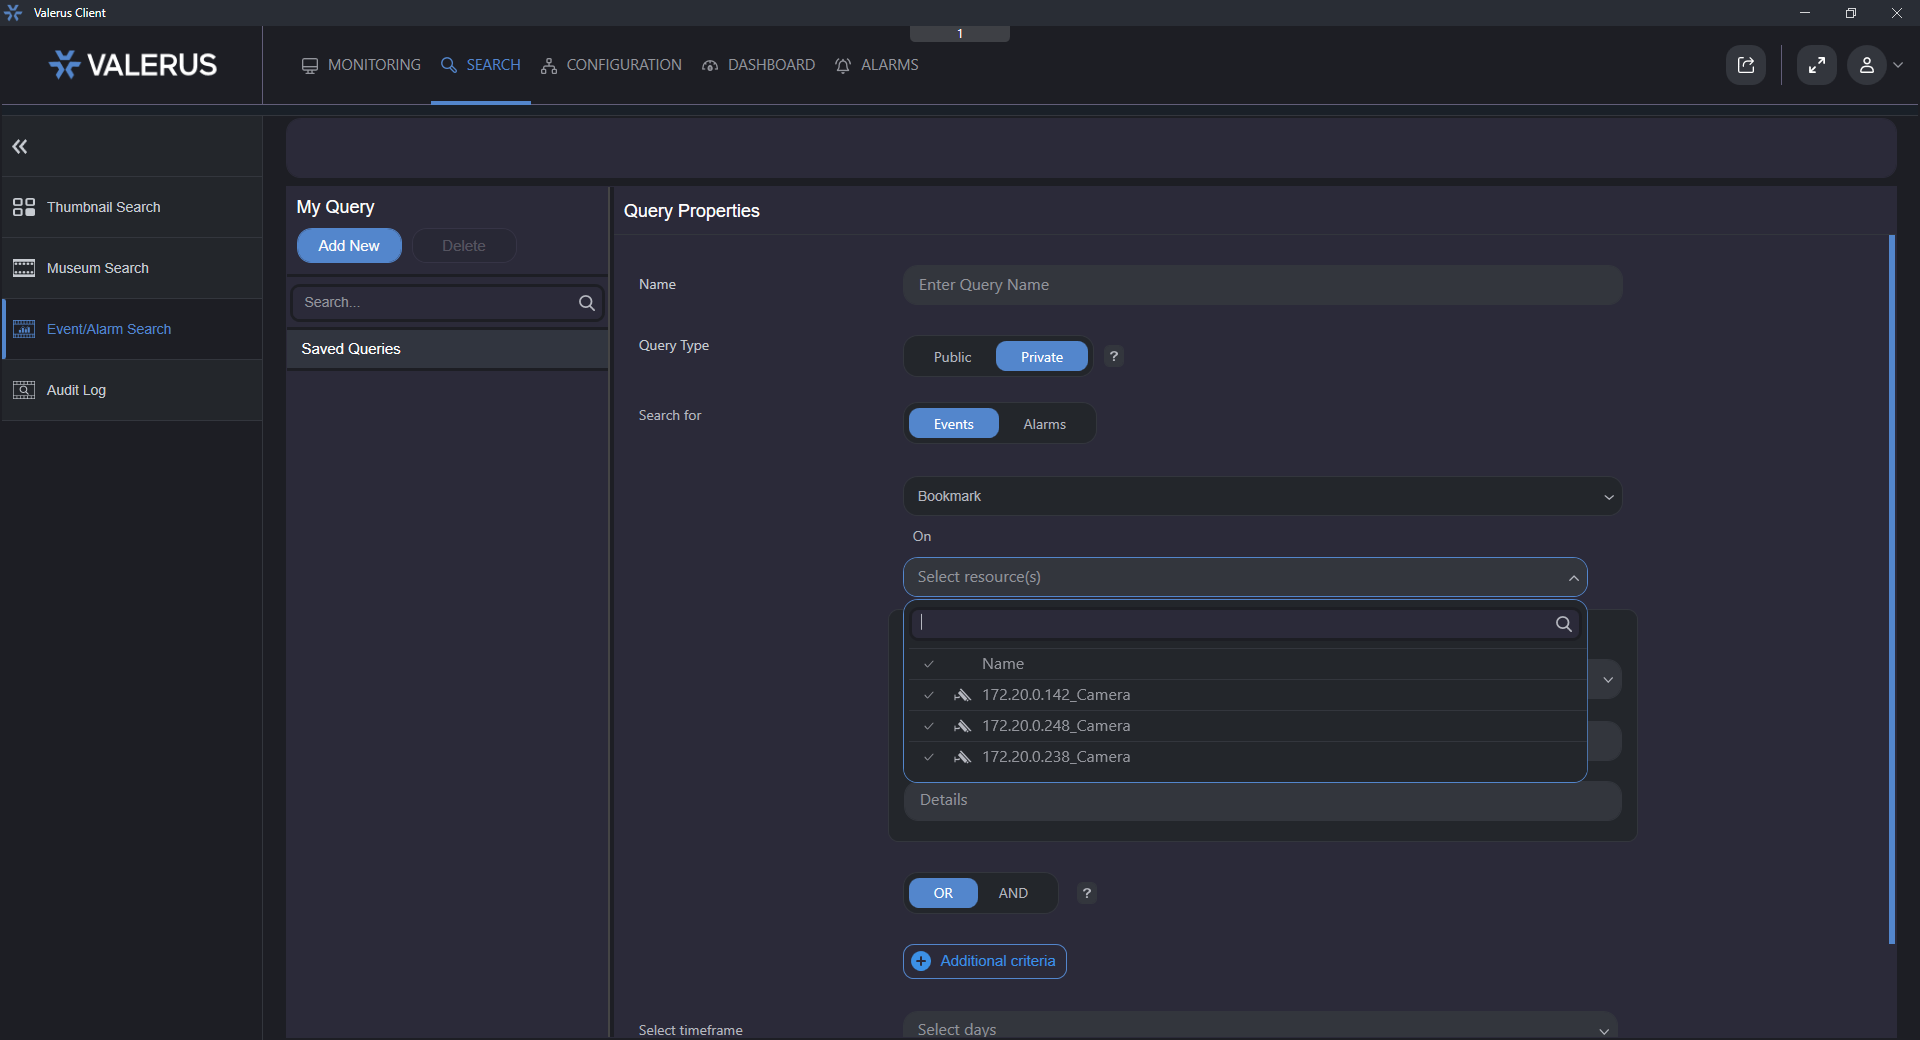 Valerus Client
1
VALERUS
MONITORING SEARCH CONFIGURATION DASHBOARD ALARMS
Thumbnail Search
Museum Search
Event/Alarm Search
Audit Log
My Query
Add New Delete
Search...
Saved Queries
Query Properties
Name Enter Query Name
Query Type Public Private ?
Search for Events Alarms
Bookmark
On
Select resource(s)
Name
172.20.0.142_Camera
172.20.0.248_Camera
172.20.0.238_Camera
Details
OR AND ?
Additional criteria
Select timeframe Select days